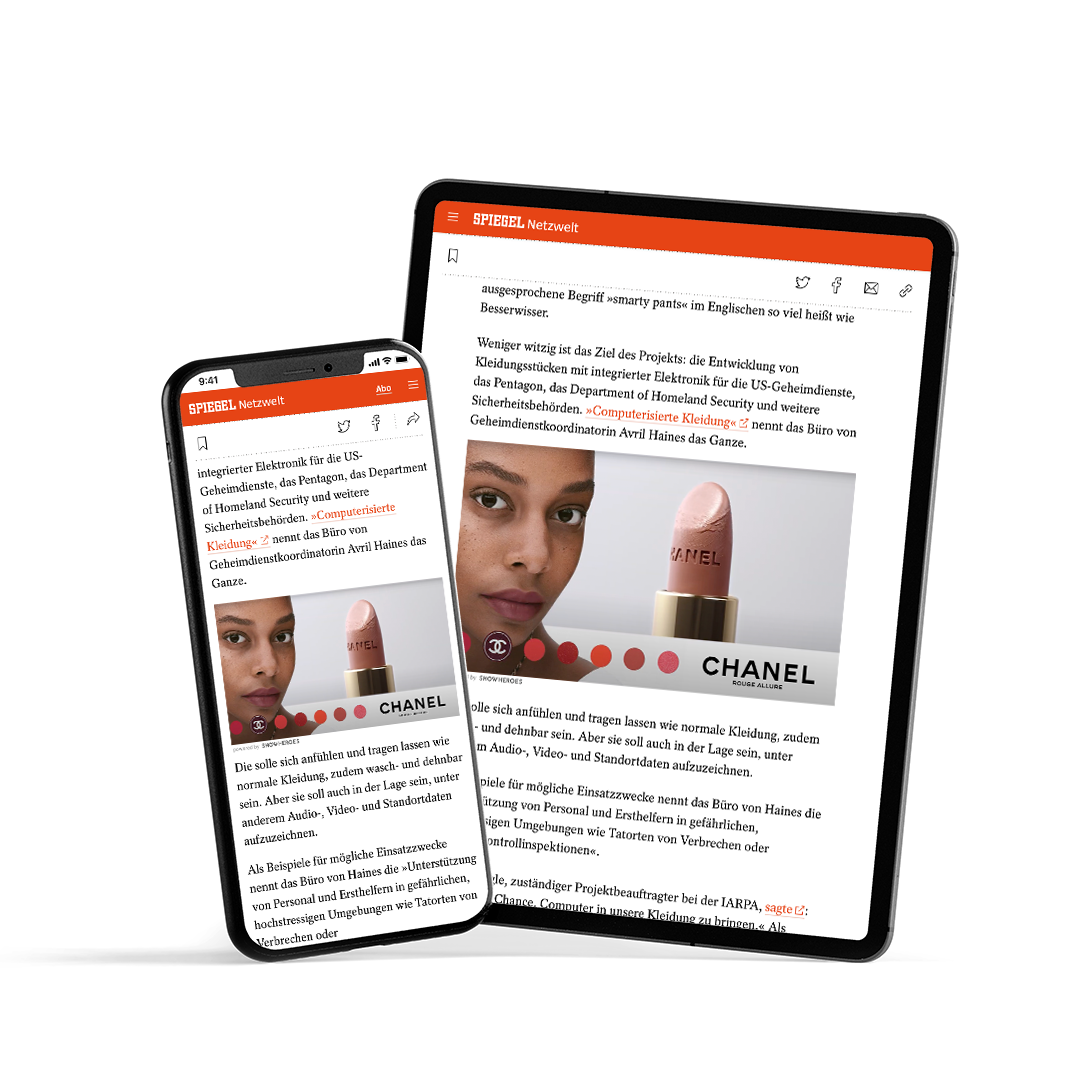 9:41
SPIEGEL Netzwelt
Abo
integrierter Elektronik für die US-
Geheimdienste, das Pentagon, das Department
of Homeland Security und weitere
Sicherheitsbehörden. »Computerisierte
Kleidung« nennt das Büro von
Geheimdienstkoordinatorin Avril Haines das
Ganze.
HANEL
CHANEL
powered by SHOWHEROES
Die solle sich anfühlen und tragen lassen wie
normale Kleidung, zudem wasch- und dehnbar
sein. Aber sie soll auch in der Lage sein, unter
anderem Audio-, Video- und Standortdaten
aufzuzeichnen.
Als Beispiele für mögliche Einsatzzwecke
nennt das Büro von Haines die »Unterstützung
von Personal und Ersthelfern in gefährlichen,
hochstressigen Umgebungen wie Tatorten von
Verbrechen oder
SPIEGEL Netzwelt
ausgesprochene Begriff »smarty pants« im Englischen so viel heißt wie
Besserwisser.
Weniger witzig ist das Ziel des Projekts: die Entwicklung von
Kleidungsstücken mit integrierter Elektronik für die US-Geheimdienste,
das Pentagon, das Department of Homeland Security und weitere
Sicherheitsbehörden. »Computerisierte Kleidung« nennt das Büro von
Geheimdienstkoordinatorin Avril Haines das Ganze.
HANEL
CHANEL
ROUGE ALLURE
by SHOWHEROES
olle sich anfühlen und tragen lassen wie normale Kleidung, zudem
- und dehnbar sein. Aber sie soll auch in der Lage sein, unter
m Audio-, Video- und Standortdaten aufzuzeichnen.
piele für mögliche Einsatzzwecke nennt das Büro von Haines die
ützung von Personal und Ersthelfern in gefährlichen,
sigen Umgebungen wie Tatorten von Verbrechen oder
ontrollinspektionen«.
gle, zuständiger Projektbeauftragter bei der IARPA, sagte:
Chance, Computer in unsere Kleidung zu bringen.« Als